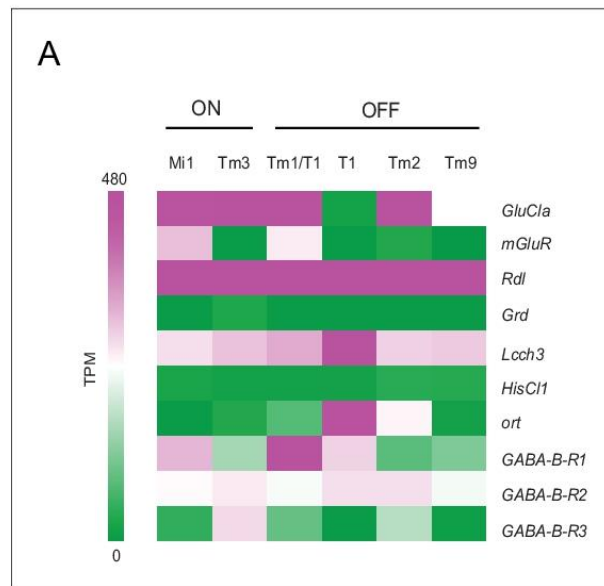 A
ON OFF
Mi1 Tm3 Tm1/T1 T1 Tm2 Tm9
480
GluCla
mGluR
Rdl
Grd
Lcch3
TPM
HisCl1
ort
GABA-B-R1
GABA-B-R2
GABA-B-R3
0